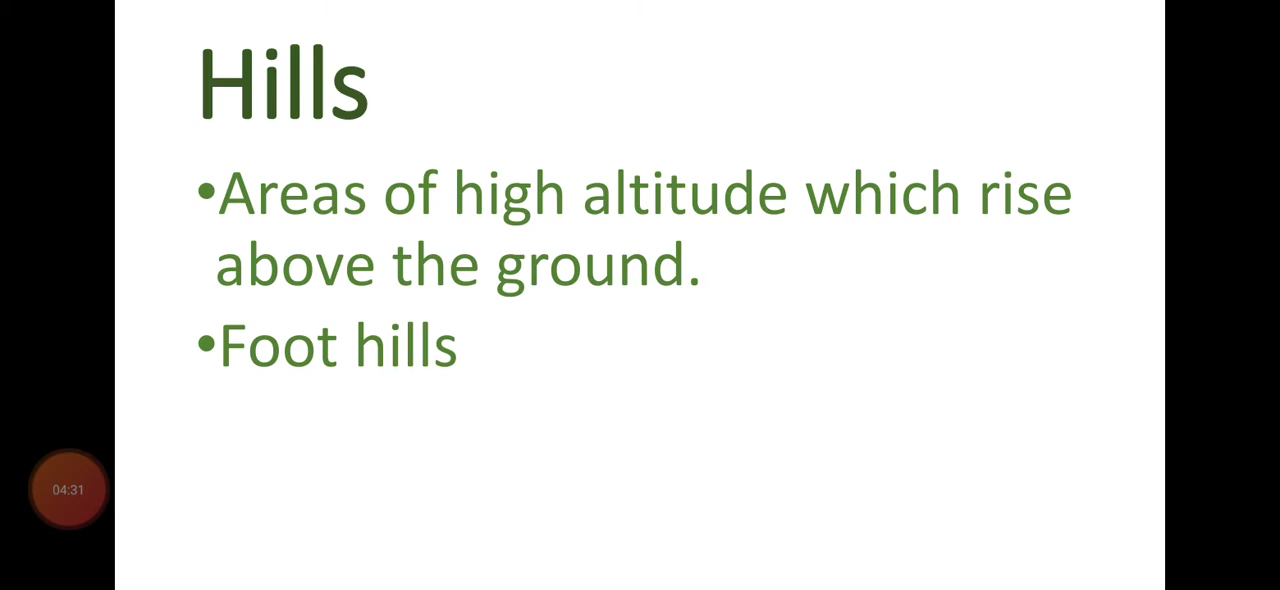 Hills
•Areas of high altitude which rise
above the ground.
•Foot hills
04:31